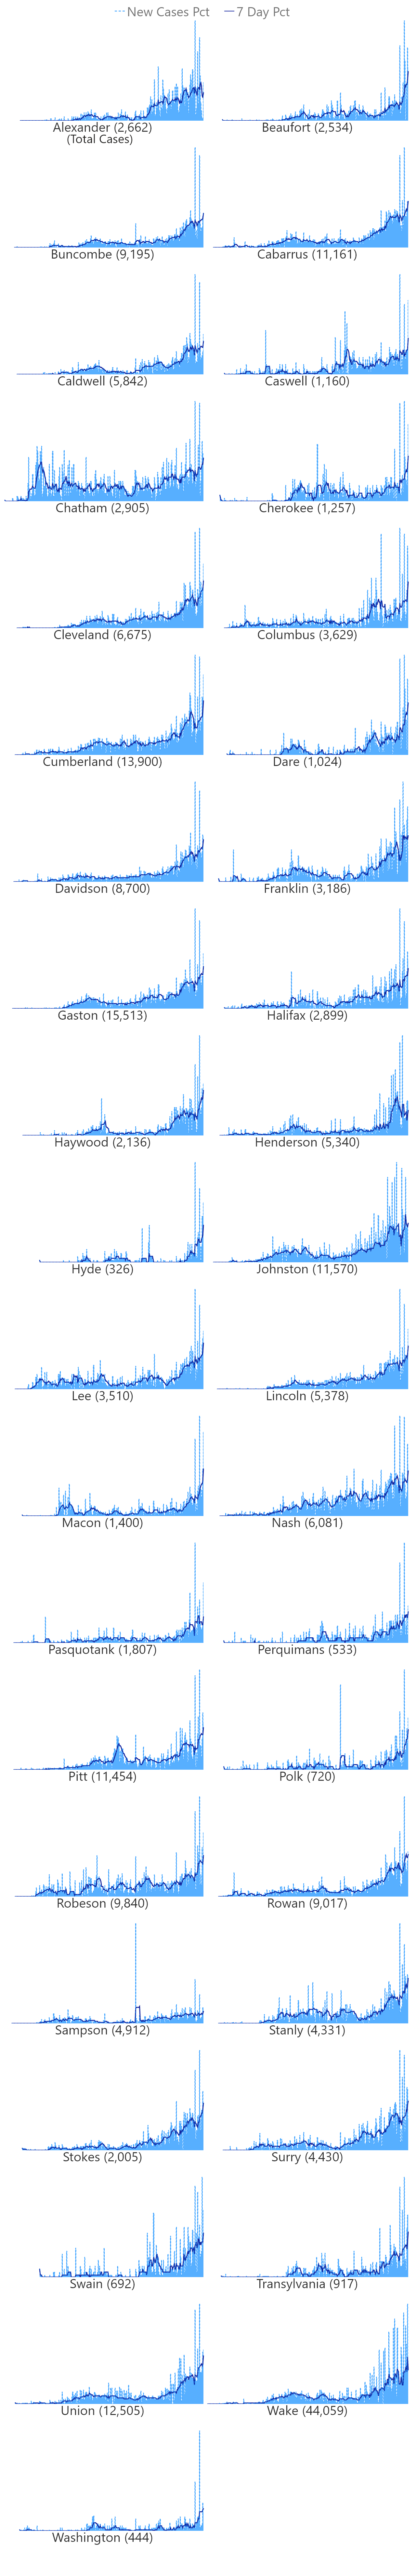 New Cases Pct 7 Day Pct
Alexander (2,662) Beaufort (2,534)
(Total Cases)
Buncombe (9,195) Cabarrus (11,161)
Caldwell (5,842) Caswell (1,160)
Chatham (2,905) Cherokee (1,257)
Cleveland (6,675) Columbus (3,629)
Cumberland (13,900) Dare (1,024)
Davidson (8,700) Franklin (3,186)
Gaston (15,513) Halifax (2,899)
Haywood (2,136) Henderson (5,340)
Hyde (326) Johnston (11,570)
Lee (3,510) Lincoln (5,378)
Macon (1,400) Nash (6,081)
Pasquotank (1,807) Perquimans (533)
Pitt (11,454) Polk (720)
Robeson (9,840) Rowan (9,017)
Sampson (4,912) Stanly (4,331)
Stokes (2,005) Surry (4,430)
Swain (692) Transylvania (917)
Union (12,505) Wake (44,059)
Washington (444)